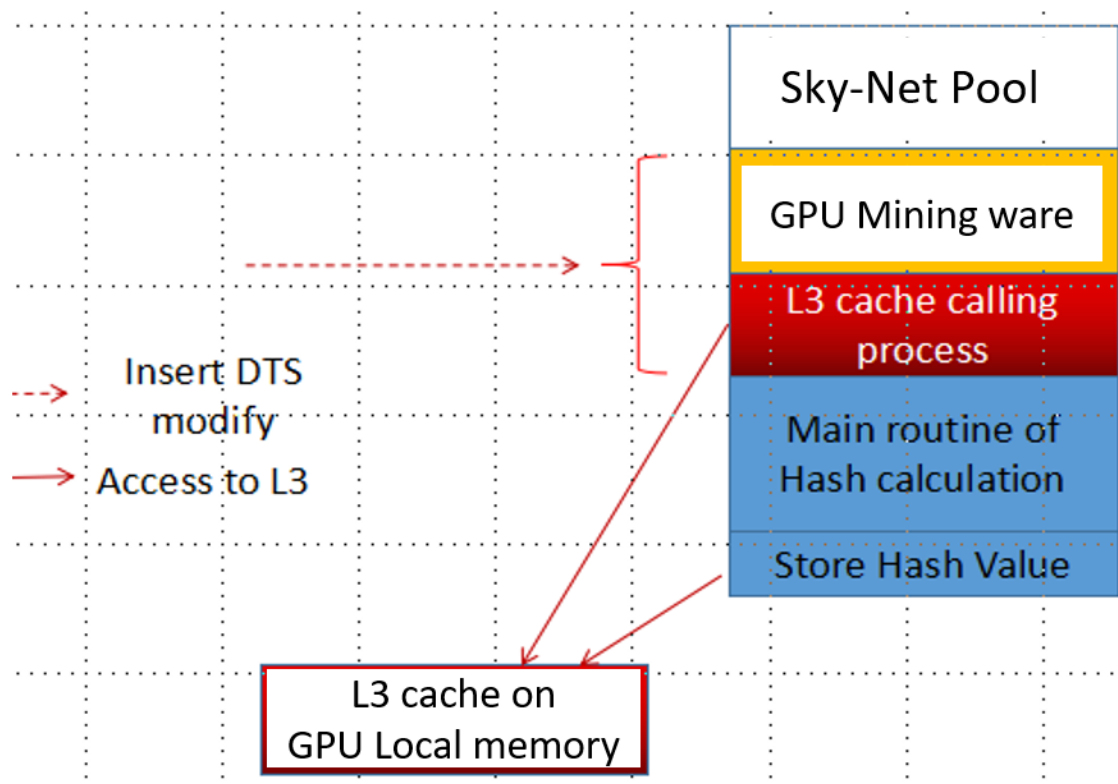 Sky-Net Pool
GPU Mining ware
L3 cache calling
process
Insert DTS
modify
Access to L3
Main routine of
Hash calculation
Store Hash Value
L3 cache on
GPU Local memory